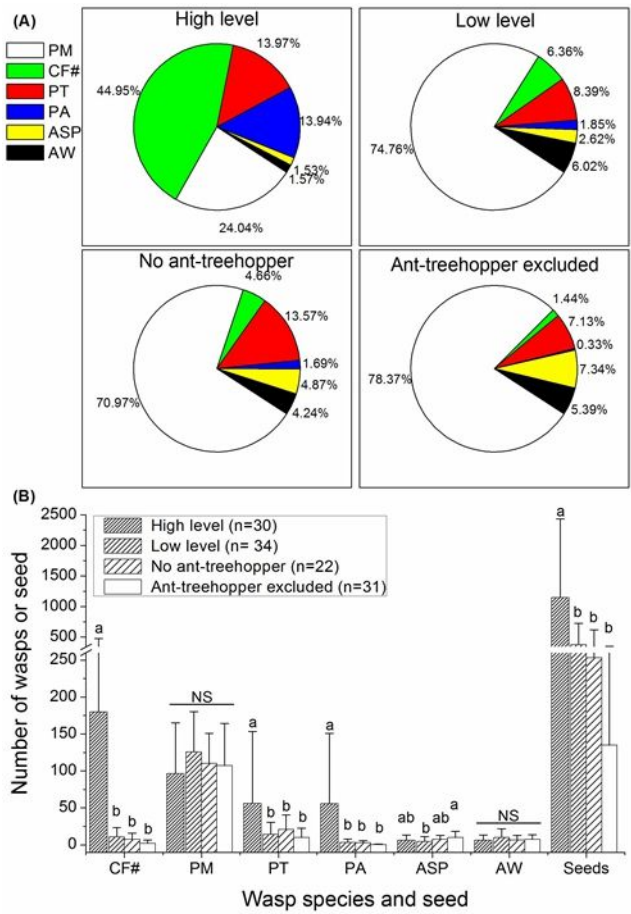 (A)
PM
CF#
PT
PA
ASP
AW
High level
44.95%
13.97%
13.94%
1.53%
1.57%
24.04%
Low level
6.36%
8.39%
1.85%
2.62%
6.02%
74.76%
No ant-treehopper
4.66%
13.57%
1.69%
4.87%
4.24%
70.97%
Ant-treehopper excluded
1.44%
7.13%
0.33%
7.34%
5.39%
78.37%
(B)
Number of wasps or seed
2500
2000
1500
1000
500
250
200
150
100
50
0
High level (n=30)
Low level (n= 34)
No ant-treehopper (n=22)
Ant-treehopper excluded (n=31)
a
b b b
NS
a
b b b
a
b b b
ab b ab a
NS
a
b b b
CF# PM PT PA ASP AW Seeds
Wasp species and seed